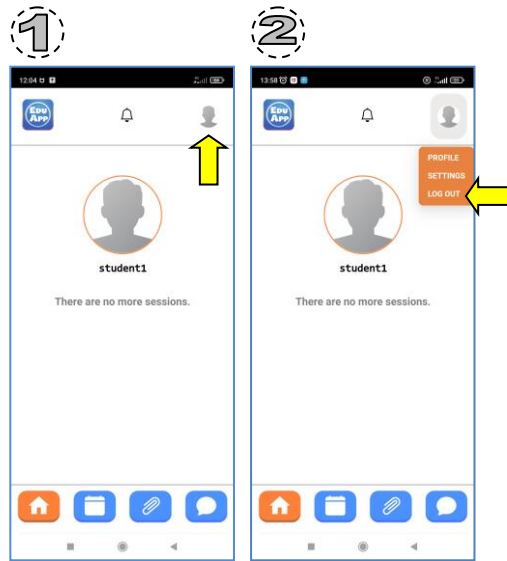 1
2
12:04
13:58
EDU
APP
EDU
APP
PROFILE
SETTINGS
LOG OUT
student1
student1
There are no more sessions.
There are no more sessions.